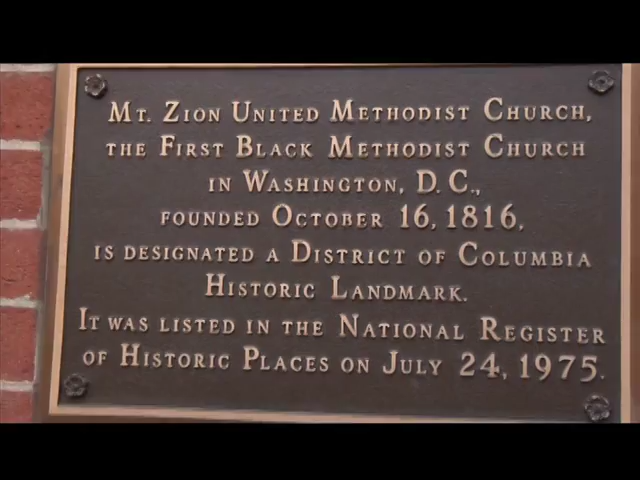 Mt. Zion United Methodist Church,
the First Black Methodist Church
in Washington, D.C.,
founded October 16, 1816,
is designated a District of Columbia
Historic Landmark.
It was listed in the National Register
of Historic Places on July 24, 1975.